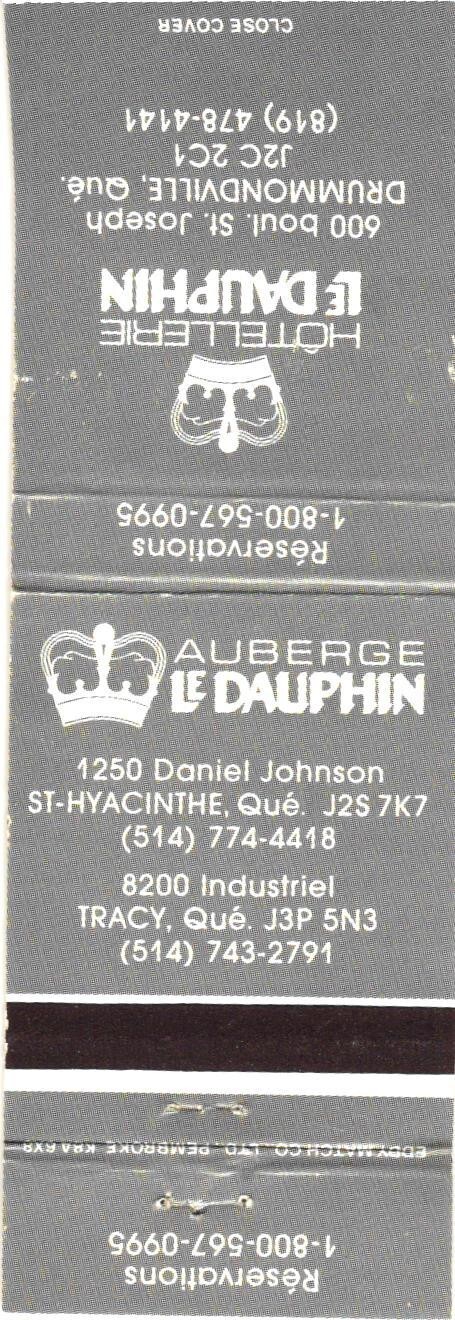 CLOSE COVER
HÔTELLERIE
LE DAUPHIN
600 boul. St. Joseph
DRUMMONDVILLE, Qué.
J2C 2C1
(819) 478-4141
Réservations
1-800-567-0995
AUBERGE
LE DAUPHIN
1250 Daniel Johnson
ST-HYACINTHE, Qué. J2S 7K7
(514) 774-4418
8200 Industriel
TRACY, Qué. J3P 5N3
(514) 743-2791
EDDY MATCH CO. LTD. PEMBROKE K8A 6X8
Réservations
1-800-567-0995